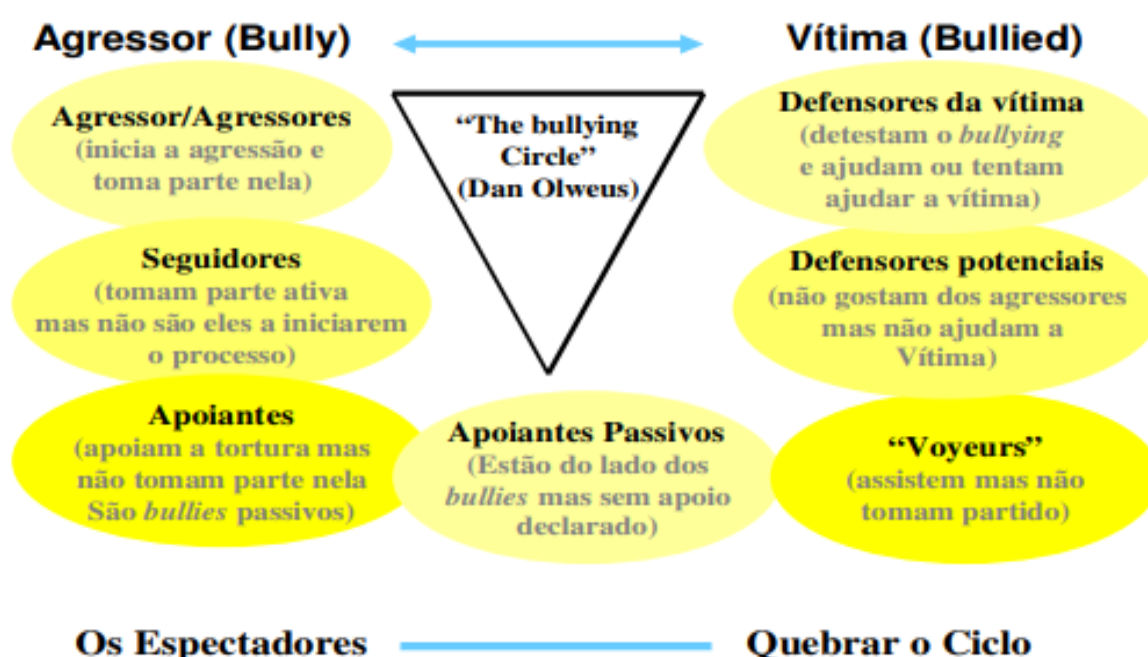 Agressor (Bully)
Vítima (Bullied)
Agressor/Agressores
(inicia a agressão e
toma parte nela)
"The bullying
Circle"
(Dan Olweus)
Defensores da vítima
(detestam o bullying
e ajudam ou tentam
ajudar a vítima)
Seguidores
(tomam parte ativa
mas não são eles a iniciarem
o processo)
Defensores potenciais
(não gostam dos agressores
mas não ajudam a
Vítima)
Apoiantes
(apoiam a tortura mas
não tomam parte nela
São bullies passivos)
Apoiantes Passivos
(Estão do lado dos
bullies mas sem apoio
declarado)
"Voyeurs"
(assistem mas não
tomam partido)
Os Espectadores
Quebrar o Ciclo